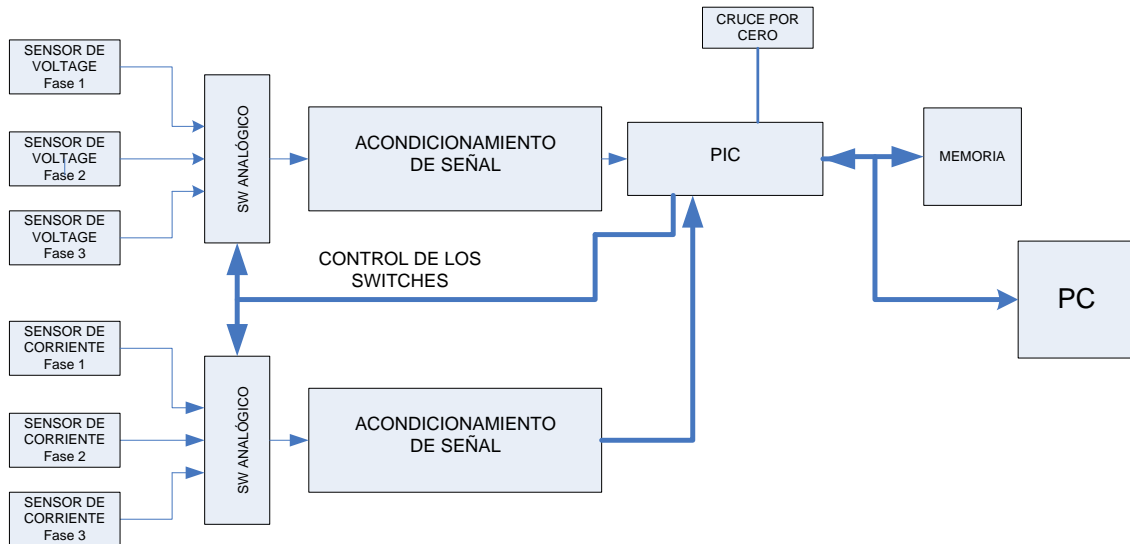 SENSOR DE
VOLTAGE
Fase 1
SENSOR DE
VOLTAGE
Fase 2
SENSOR DE
VOLTAGE
Fase 3
SW ANALÓGICO
ACONDICIONAMIENTO
DE SEÑAL
CRUCE POR
CERO
PIC
MEMORIA
PC
CONTROL DE LOS
SWITCHES
SENSOR DE
CORRIENTE
Fase 1
SENSOR DE
CORRIENTE
Fase 2
SENSOR DE
CORRIENTE
Fase 3
SW ANALÓGICO
ACONDICIONAMIENTO
DE SEÑAL